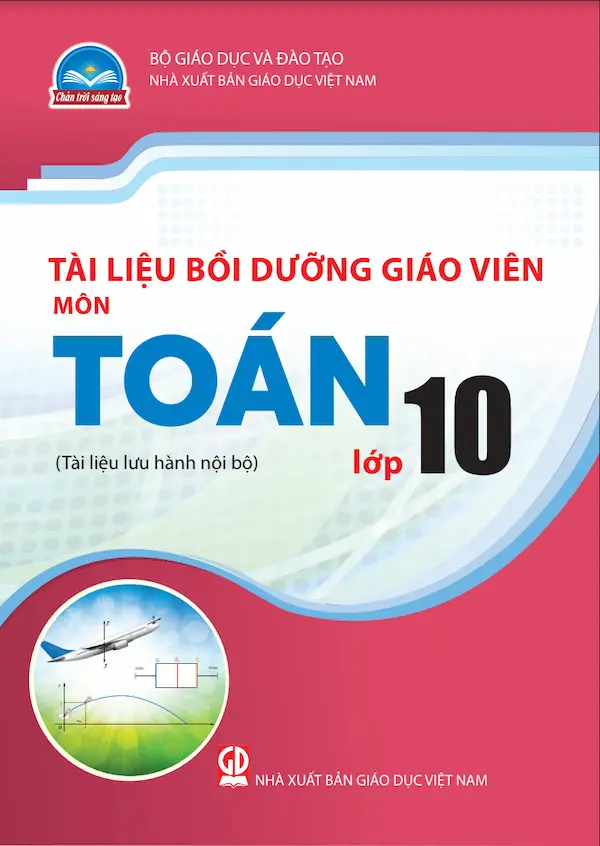 BỘ GIÁO DỤC VÀ ĐÀO TẠO
NHÀ XUẤT BẢN GIÁO DỤC VIỆT NAM
Chân trời sáng tạo
TÀI LIỆU BỒI DƯỠNG GIÁO VIÊN
MÔN
TOÁN
lớp 10
(Tài liệu lưu hành nội bộ)
GD
NHÀ XUẤT BẢN GIÁO DỤC VIỆT NAM